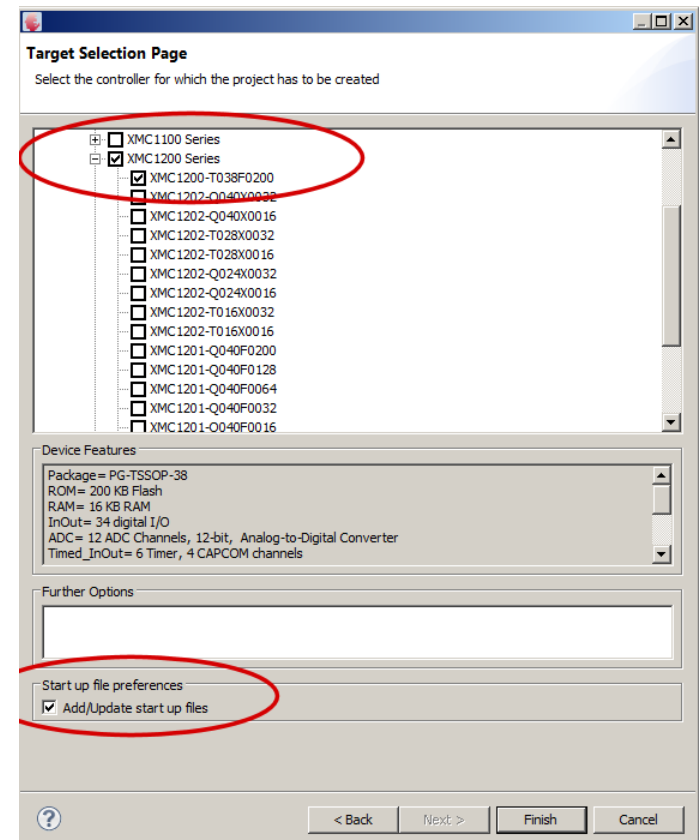 Target Selection Page
Select the controller for which the project has to be created
XMC1100 Series
XMC1200 Series
XMC1200-T038F0200
XMC1202-Q040X0032
XMC1202-Q040X0016
XMC1202-T028X0032
XMC1202-T028X0016
XMC1202-Q024X0032
XMC1202-Q024X0016
XMC1202-T016X0032
XMC1202-T016X0016
XMC1201-Q040F0200
XMC1201-Q040F0128
XMC1201-Q040F0064
XMC1201-Q040F0032
XMC1201-Q040F0016
Device Features
Package= PG-TSSOP-38
ROM= 200 KB Flash
RAM= 16 KB RAM
InOut= 34 digital I/O
ADC= 12 ADC Channels, 12-bit, Analog-to-Digital Converter
Timed_InOut= 6 Timer, 4 CAPCOM channels
Further Options
Start up file preferences
Add/Update start up files
< Back Next > Finish Cancel